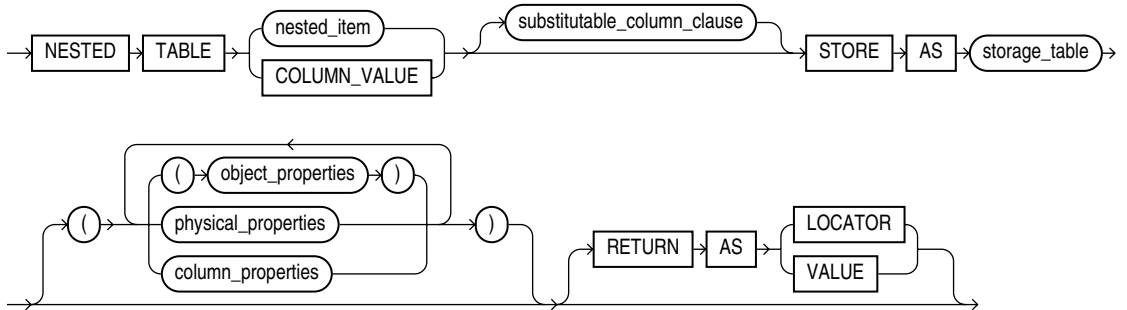 NESTED TABLE nested_item substitutable_column_clause STORE AS storage_table
COLUMN_VALUE
( ( object_properties ) ) RETURN AS LOCATOR
physical_properties VALUE
column_properties